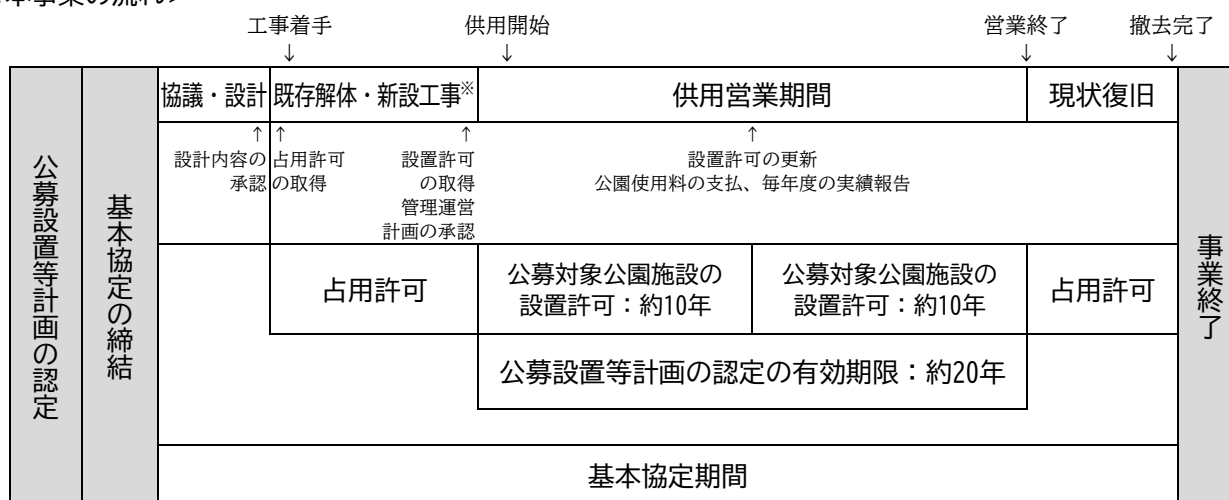 工事着手 供用開始 営業終了 撤去完了
↓ ↓ ↓ ↓
公募設置等計画の認定
基本協定の締結
協議・設計 既存解体・新設工事※ 供用営業期間 現状復旧
↑ ↑ ↑ ↑
設計内容の承認
占用許可の取得
設置許可の取得
管理運営計画の承認
設置許可の更新
公園使用料の支払、毎年度の実績報告
占用許可
公募対象公園施設の
設置許可：約10年
公募対象公園施設の
設置許可：約10年
占用許可
公募設置等計画の認定の有効期限：約20年
基本協定期間
事業終了